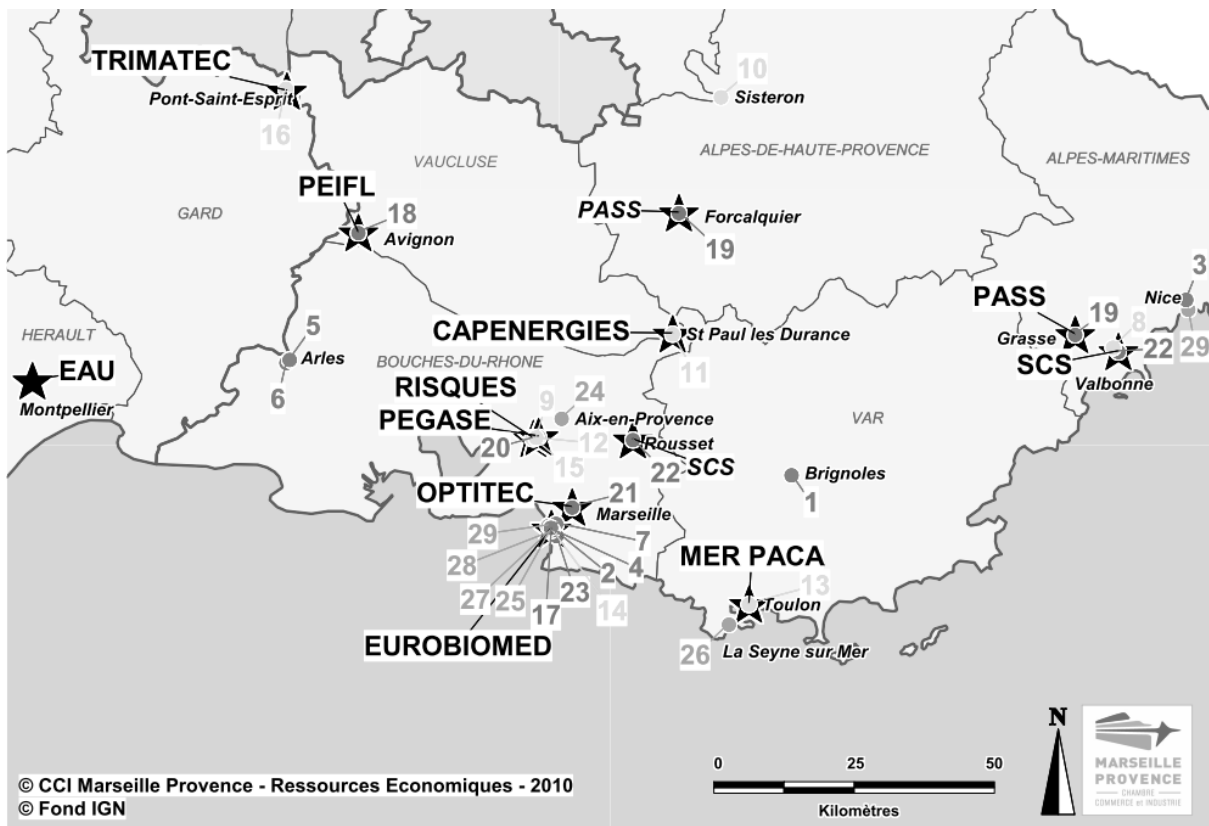 TRIMATEC
10
Pont-Saint-Esprit
Sisteron
16
VAUCLUSE
ALPES-DE-HAUTE-PROVENCE
ALPES-MARITIMES
PEIFL
GARD
18
PASS
Forcalquier
Avignon
19
3
Nice
PASS
19
8
5
CAPENERGIES
St Paul les Durance
Grasse
HERAULT
Arles
BOUCHES-DU-RHONE
SCS
22
29
EAU
6
11
Valbonne
Montpellier
RISQUES
9
24
Aix-en-Provence
VAR
PEGASE
20
12
Rousset
15
22
SCS
Brignoles
1
OPTITEC
21
Marseille
29
7
28
4
2
MER PACA
27
25
17
23
14
13
Toulon
EUROBIOMED
26
La Seyne sur Mer
N
0
25
50
Kilomètres
MARSEILLE
PROVENCE
CHAMBRE
COMMERCE et INDUSTRIE
© CCI Marseille Provence - Ressources Economiques - 2010
© Fond IGN